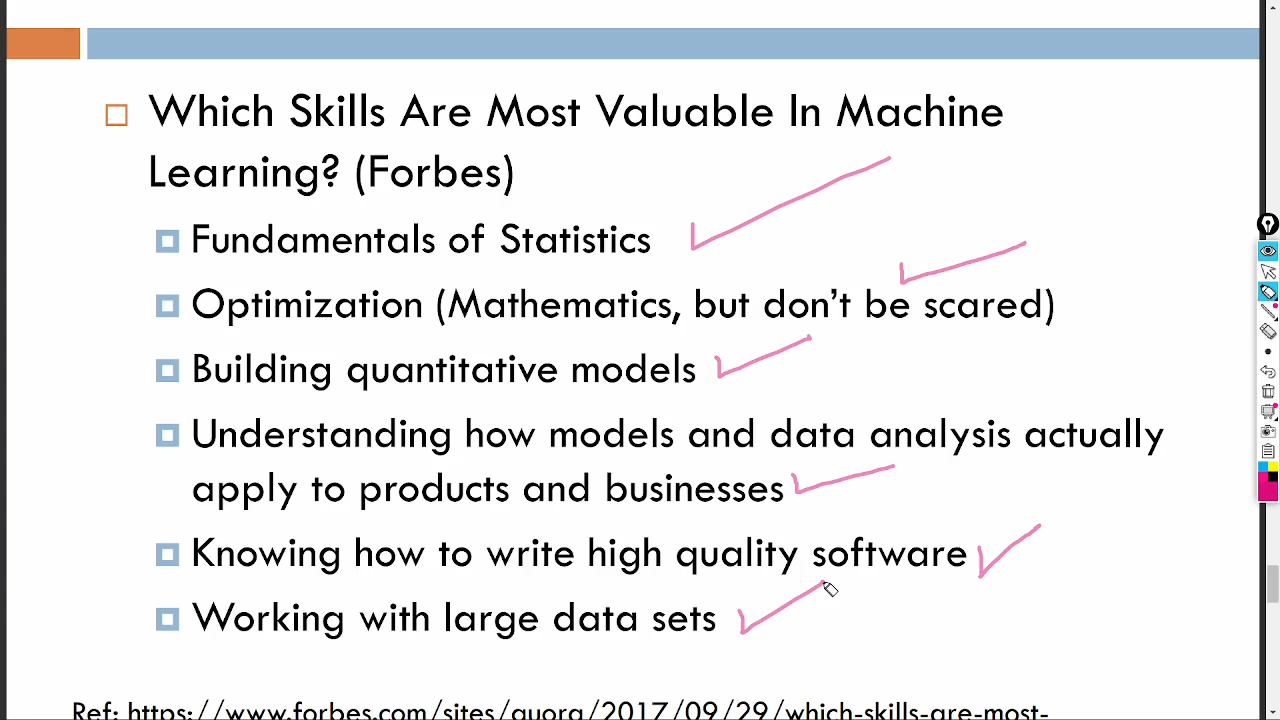 Which Skills Are Most Valuable In Machine
Learning? (Forbes)
Fundamentals of Statistics
Optimization (Mathematics, but don’t be scared)
Building quantitative models
Understanding how models and data analysis actually
apply to products and businesses
Knowing how to write high quality software
Working with large data sets
Ref: https://www.forbes.com/sites/quora/2017/09/29/which-skills-are-most-